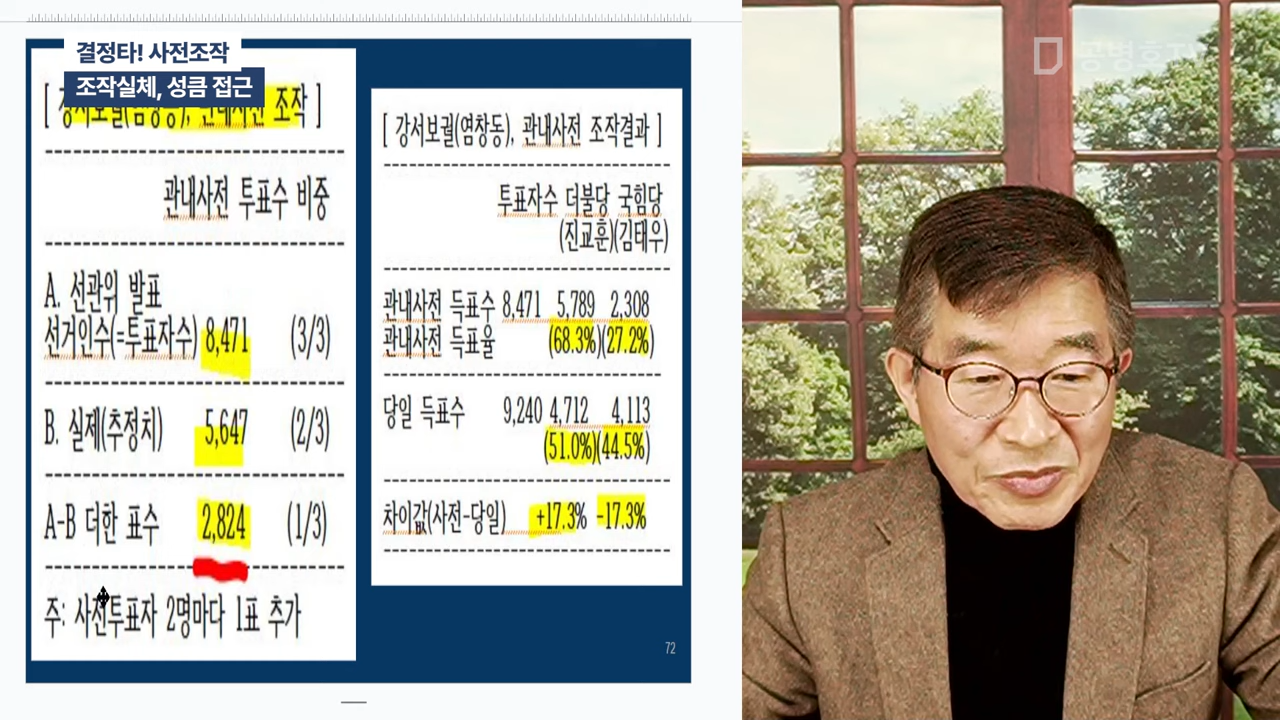 결정타! 사전조작
조작실체, 성큼 접근
[ 강서보궐(염창동), 관내사전 조작 ]
관내사전 투표수 비중
A. 선관위 발표
선거인수(=투표자수) 8,471 (3/3)
B. 실제(추정치) 5,647 (2/3)
A-B 더한 표수 2,824 (1/3)
주: 사전투표자 2명마다 1표 추가
[ 강서보궐(염창동), 관내사전 조작결과 ]
투표자수 더불당 국힘당
(진교훈)(김태우)
관내사전 득표수 8,471 5,789 2,308
관내사전 득표율 (68.3%)(27.2%)
당일 득표수 9,240 4,712 4,113
(51.0%)(44.5%)
차이값(사전-당일) +17.3% -17.3%
72
공병호TV